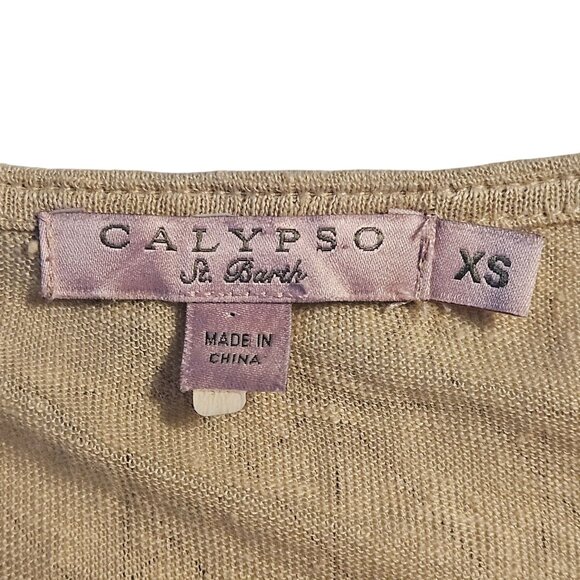 CALYPSO
St. Barth
XS
MADE IN
CHINA